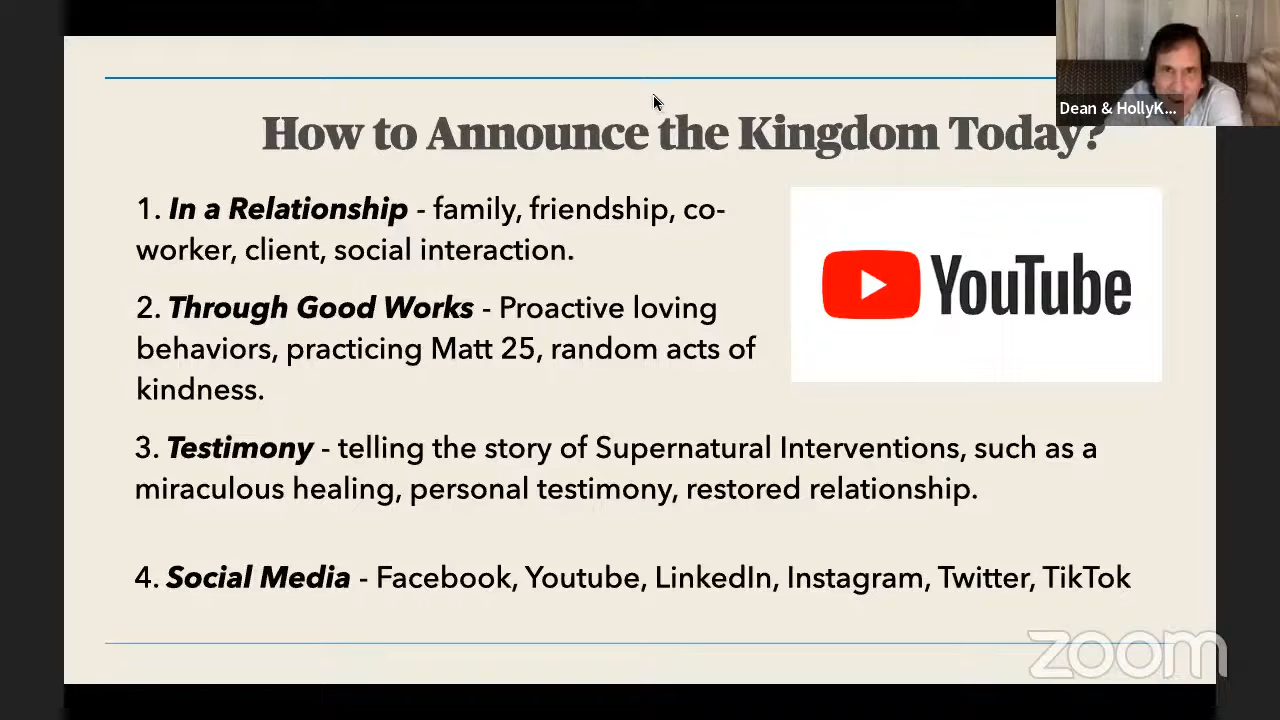 How to Announce the Kingdom Today?
Dean & HollyK...
1. In a Relationship - family, friendship, co-
worker, client, social interaction.
2. Through Good Works - Proactive loving
behaviors, practicing Matt 25, random acts of
kindness.
YouTube
3. Testimony - telling the story of Supernatural Interventions, such as a
miraculous healing, personal testimony, restored relationship.
4. Social Media - Facebook, Youtube, LinkedIn, Instagram, Twitter, TikTok
zoom